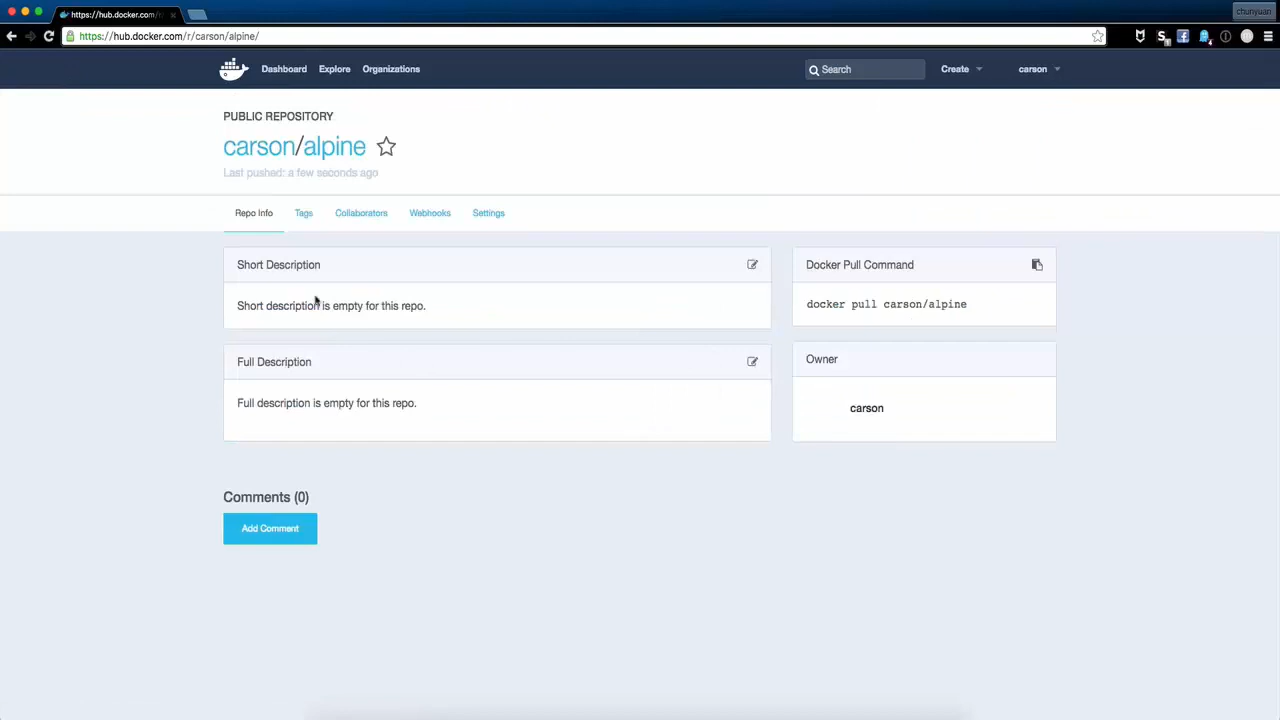 https://hub.docker.com/r/
chunyuan
https://hub.docker.com/r/carson/alpine/
Dashboard
Explore
Organizations
Search
Create
carson
PUBLIC REPOSITORY
carson/alpine
Last pushed: a few seconds ago
Repo Info
Tags
Collaborators
Webhooks
Settings
Short Description
Short description is empty for this repo.
Docker Pull Command
docker pull carson/alpine
Full Description
Full description is empty for this repo.
Owner
carson
Comments (0)
Add Comment